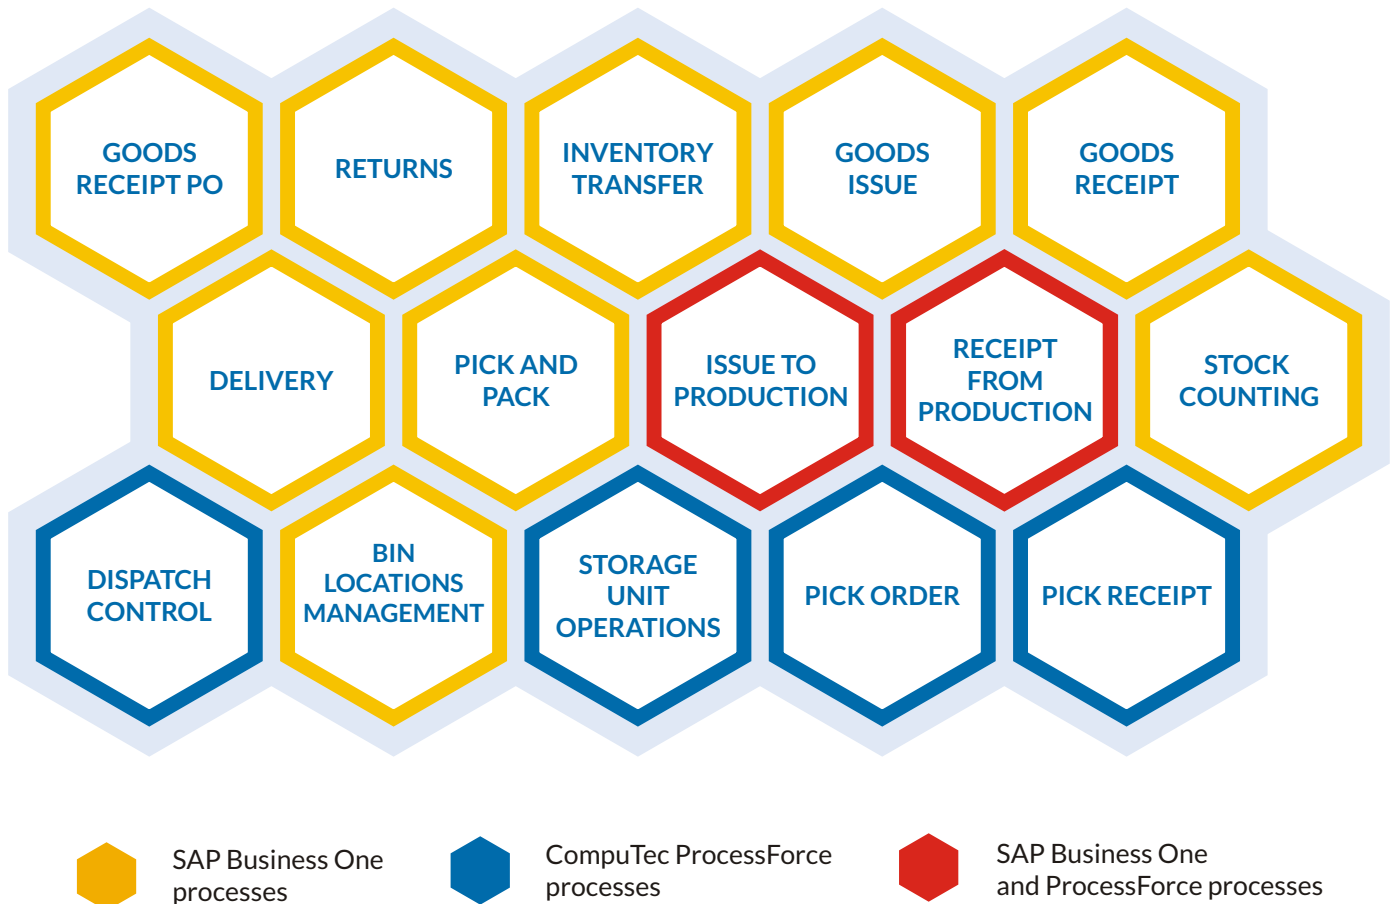 GOODS
RECEIPT PO
RETURNS
INVENTORY
TRANSFER
GOODS
ISSUE
GOODS
RECEIPT
DELIVERY
PICK AND
PACK
ISSUE TO
PRODUCTION
RECEIPT
FROM
PRODUCTION
STOCK
COUNTING
DISPATCH
CONTROL
BIN
LOCATIONS
MANAGEMENT
STORAGE
UNIT
OPERATIONS
PICK ORDER
PICK RECEIPT
SAP Business One
processes
CompuTec ProcessForce
processes
SAP Business One
and ProcessForce processes